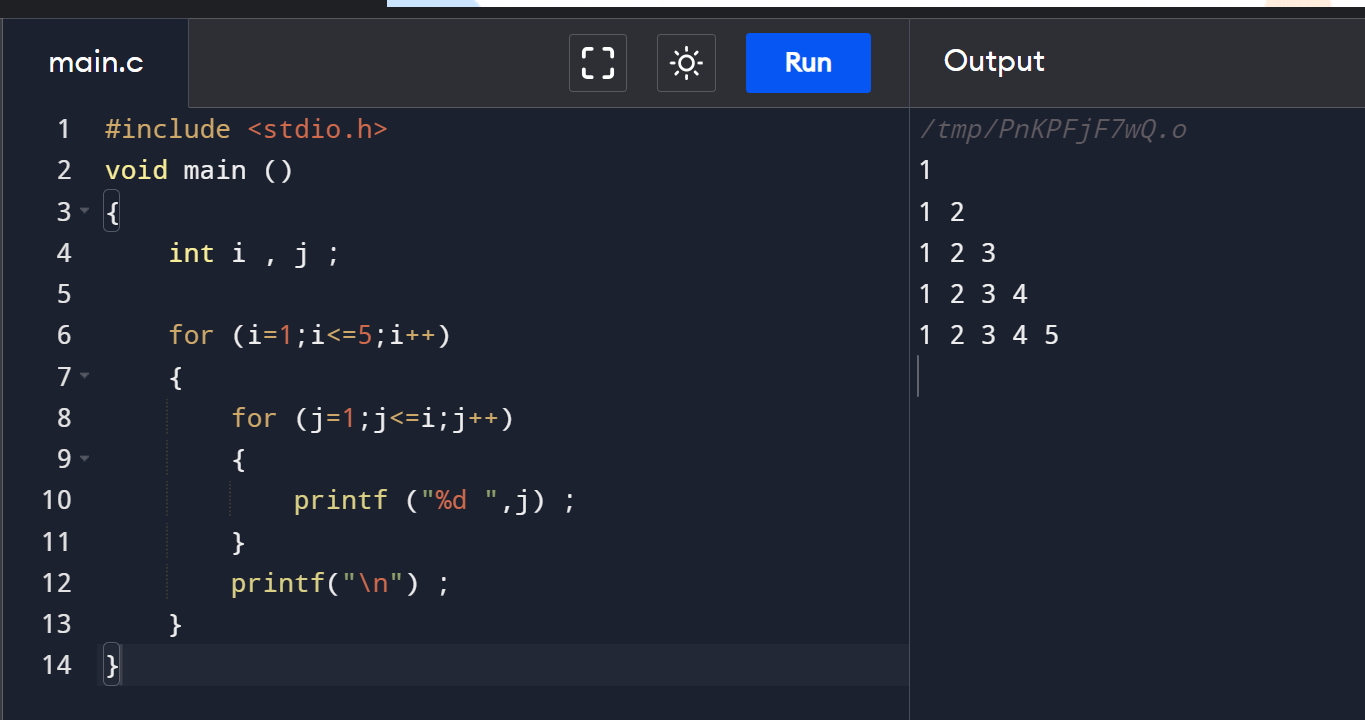 main.c
Run
Output
1 #include <stdio.h>
2 void main ()
3 {
4     int i , j ;
5
6     for (i=1;i<=5;i++)
7     {
8         for (j=1;j<=i;j++)
9         {
10             printf ("%d ",j) ;
11         }
12         printf("\n") ;
13     }
14 }
/tmp/PnKPFjF7wQ.o
1
1 2
1 2 3
1 2 3 4
1 2 3 4 5